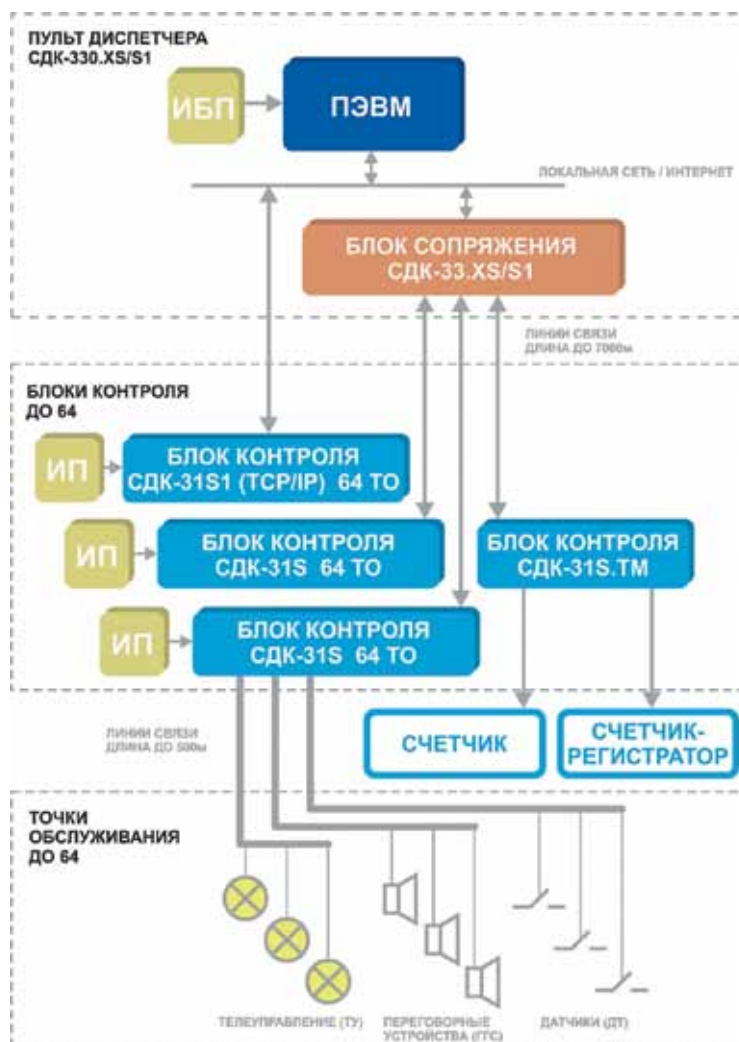 ПУЛЬТ ДИСПЕТЧЕРА
СДК-330.XS/S1
ИБП
ПЭВМ
ЛОКАЛЬНАЯ СЕТЬ / ИНТЕРНЕТ
БЛОК СОПРЯЖЕНИЯ
СДК-33.XS/S1
ЛИНИИ СВЯЗИ
ДЛИНА ДО 7000м
БЛОКИ КОНТРОЛЯ
ДО 64
ИП
БЛОК КОНТРОЛЯ
СДК-31S1 (TCP/IP) 64 ТО
ИП
БЛОК КОНТРОЛЯ
СДК-31S 64 ТО
БЛОК КОНТРОЛЯ
СДК-31S.TM
ИП
БЛОК КОНТРОЛЯ
СДК-31S 64 ТО
ЛИНИИ СВЯЗИ
ДЛИНА ДО 500м
СЧЕТЧИК
СЧЕТЧИК-
РЕГИСТРАТОР
ТОЧКИ
ОБСЛУЖИВАНИЯ
ДО 64
ТЕЛЕУПРАВЛЕНИЕ (ТУ)
ПЕРЕГОВОРНЫЕ
УСТРОЙСТВА (ГГС)
ДАТЧИКИ (ДТ)